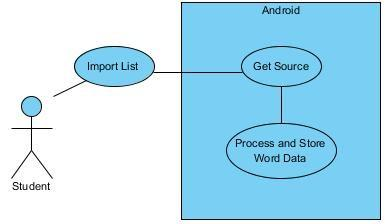 Android
Import List
Get Source
Process and Store
Word Data
Student